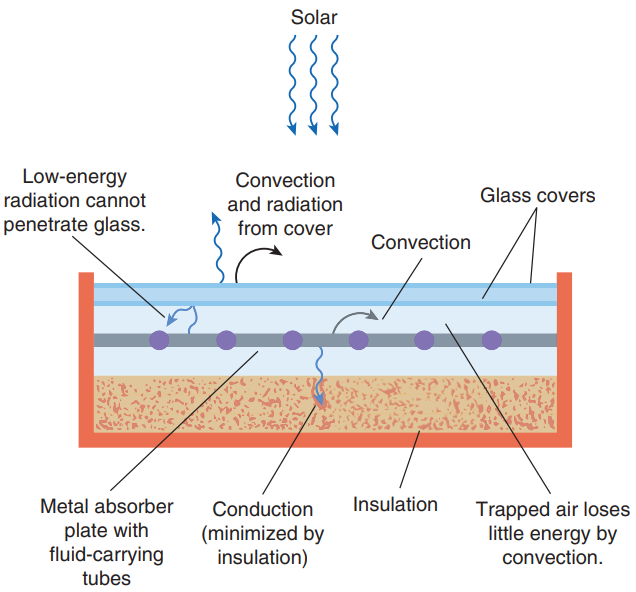 Solar
Low-energy
radiation cannot
penetrate glass.
Convection
and radiation
from cover
Convection
Glass covers
Metal absorber
plate with
fluid-carrying
tubes
Conduction
(minimized by
insulation)
Insulation
Trapped air loses
little energy by
convection.